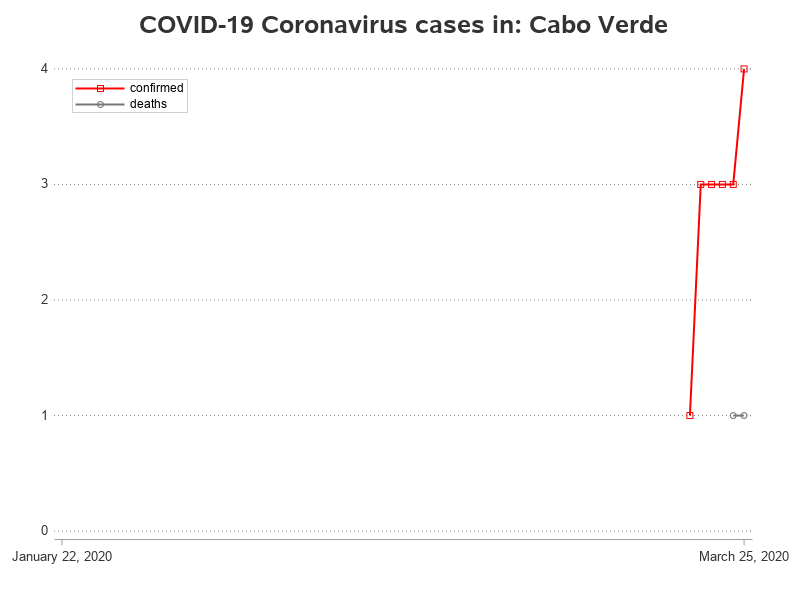 COVID-19 Coronavirus cases in: Cabo Verde
4
confirmed
deaths
3
2
1
0
January 22, 2020
March 25, 2020